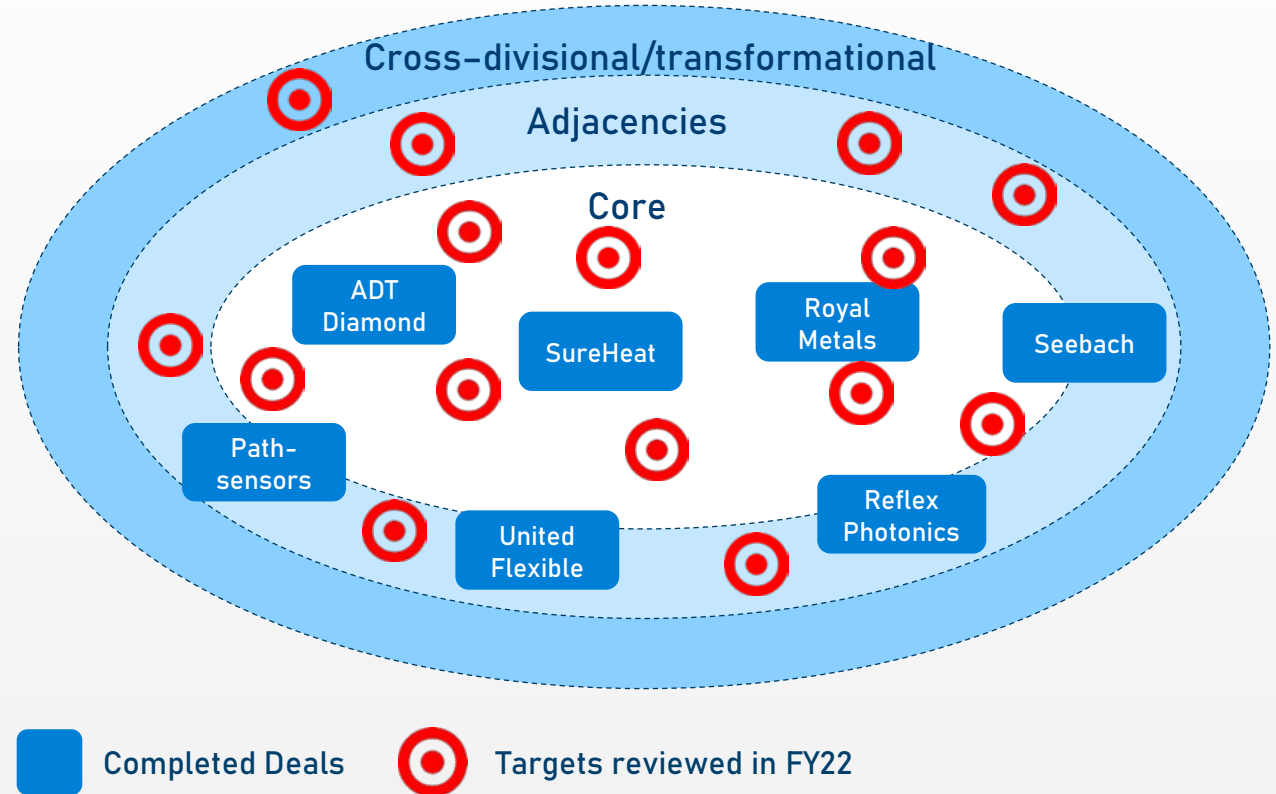 Cross-divisional/transformational
Adjacencies
Core
ADT
Diamond
SureHeat
Royal
Metals
Seebach
Path-
sensors
United
Flexible
Reflex
Photonics
Completed Deals
Targets reviewed in FY22